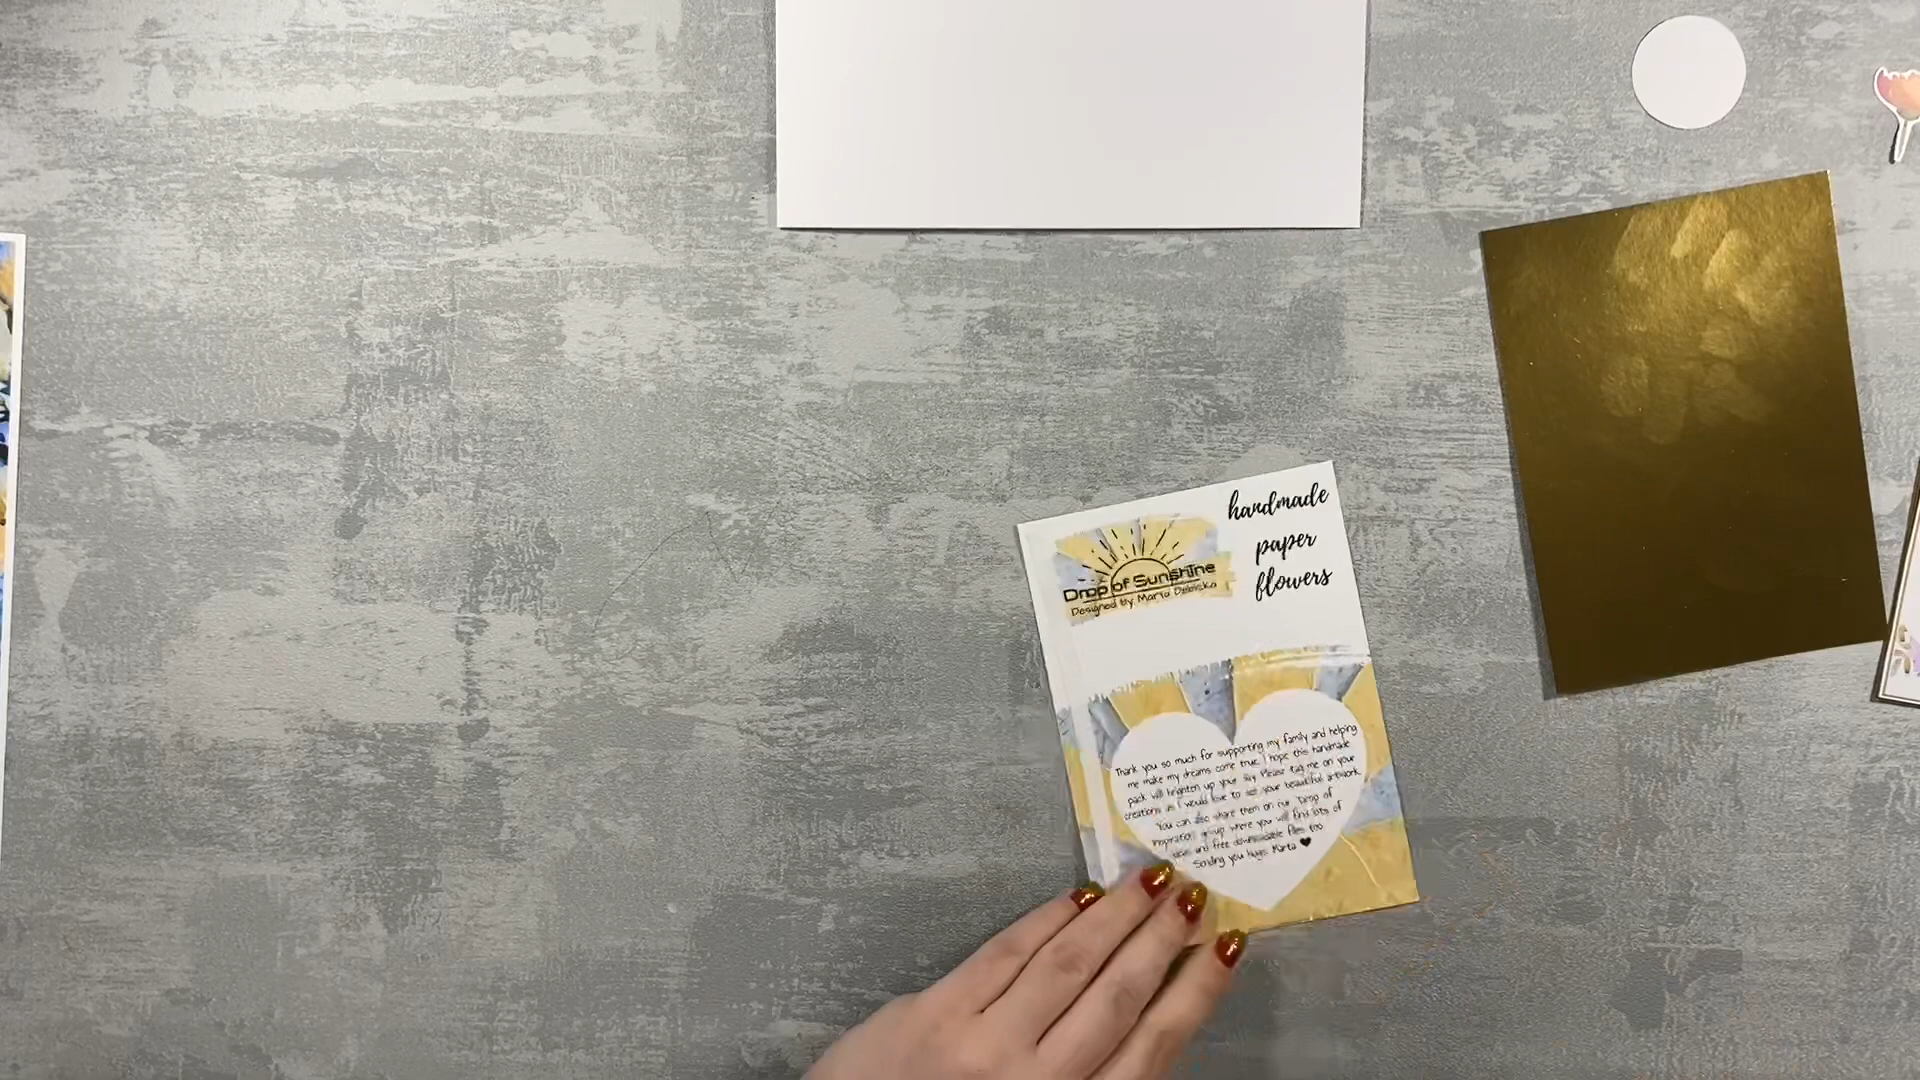 handmade
paper
flowers
Drop of Sunshine
Designed by Marta Debicka
Thank you so much for supporting my family and helping
me make my dreams come true. I hope this handmade
pack will brighten up your day. Please tag me on your
creations as I would love to see your beautiful artwork.
You can also share them on our "Drop of
Inspiration" group where you will find lots of
ideas and free downloadable files too
Sending you hugs Marta ♥